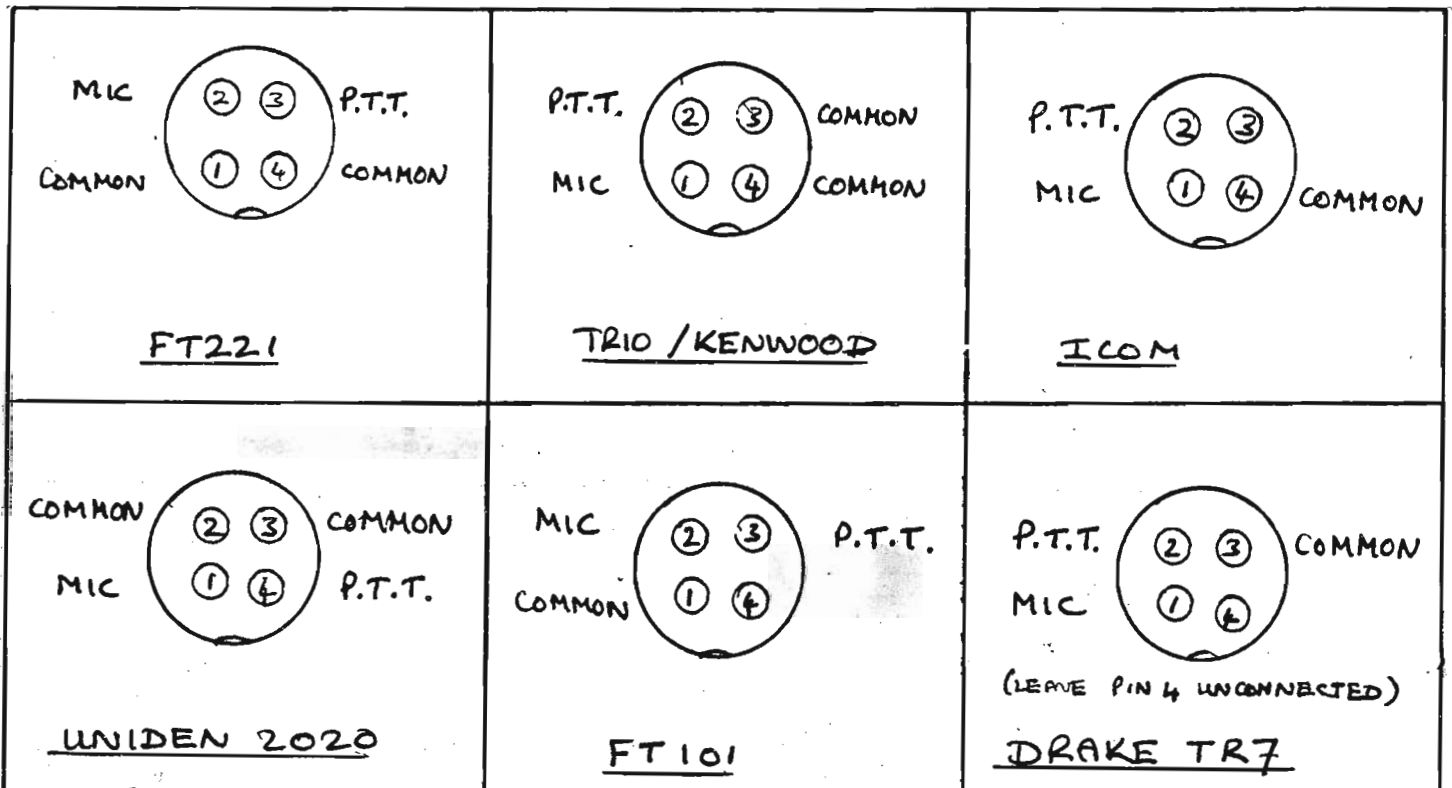 MIC 2 3 P.T.T.
COMMON 1 4 COMMON
FT221
P.T.T. 2 3 COMMON
MIC 1 4 COMMON
TRIO / KENWOOD
P.T.T. 2 3
MIC 1 4 COMMON
ICOM
COMMON 2 3 COMMON
MIC 1 4 P.T.T.
UNIDEN 2020
MIC 2 3 P.T.T.
COMMON 1 4
FT101
P.T.T. 2 3 COMMON
MIC 1 4
(LEAVE PIN 4 UNCONNECTED)
DRAKE TR7